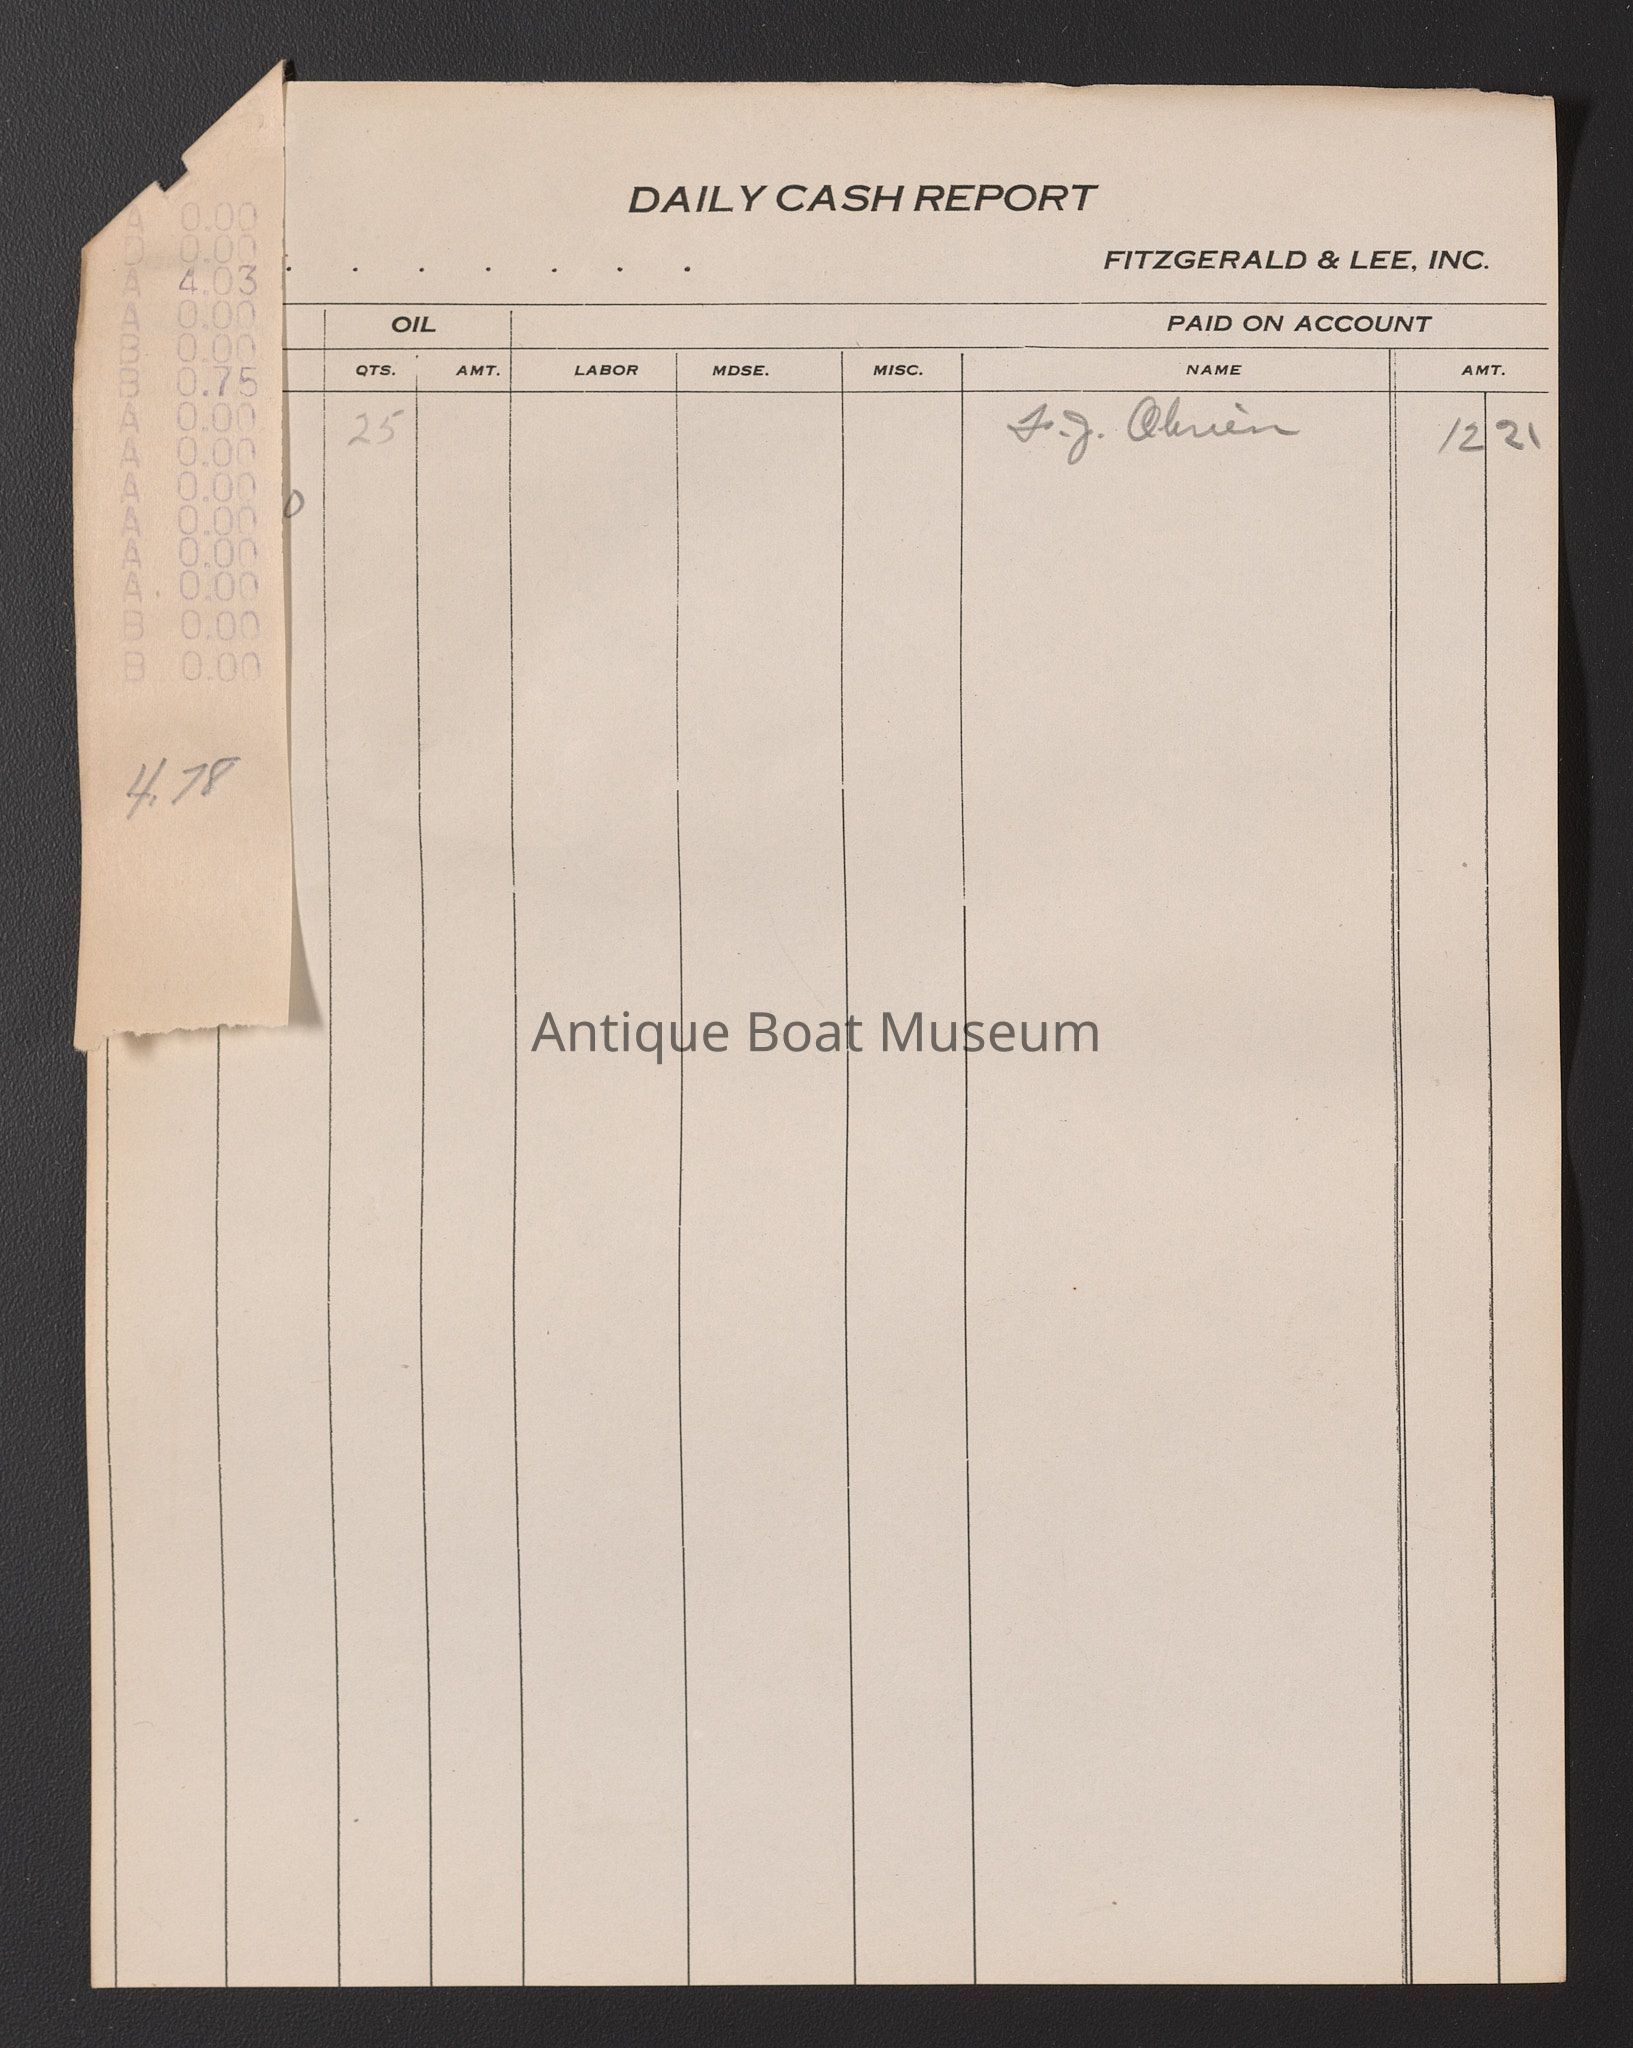 DAILY CASH REPORT
. . . . . . .
FITZGERALD & LEE, INC.
OIL PAID ON ACCOUNT
QTS. AMT. LABOR MDSE. MISC. NAME AMT.
25 F. J. Obrien 12 21
0
A 0.00
D 0.00
A 4.03
A 0.00
B 0.00
B 0.75
A 0.00
A 0.00
A 0.00
A 0.00
A 0.00
A 0.00
B 0.00
B 0.00
4.78
Antique Boat Museum